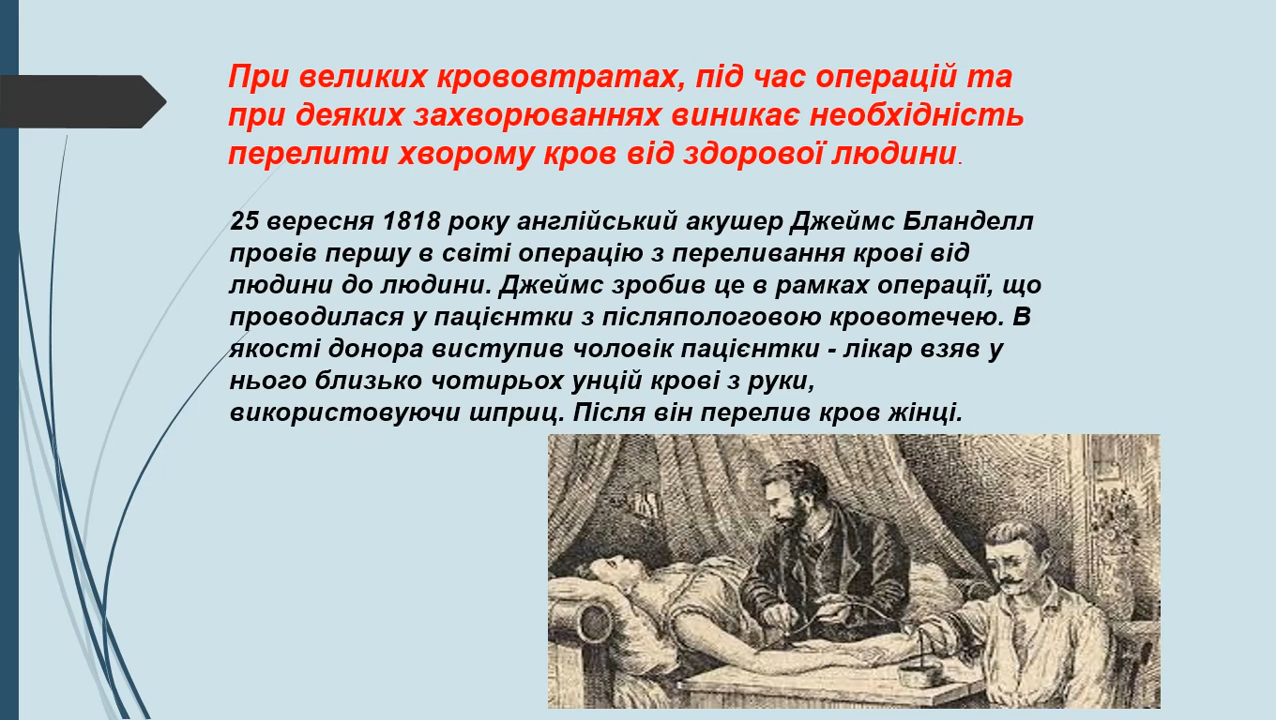 При великих крововтратах, під час операцій та
при деяких захворюваннях виникає необхідність
перелити хворому кров від здорової людини.
25 вересня 1818 року англійський акушер Джеймс Бланделл
провів першу в світі операцію з переливання крові від
людини до людини. Джеймс зробив це в рамках операції, що
проводилася у пацієнтки з післяпологовою кровотечею. В
якості донора виступив чоловік пацієнтки - лікар взяв у
нього близько чотирьох унцій крові з руки,
використовуючи шприц. Після він перелив кров жінці.